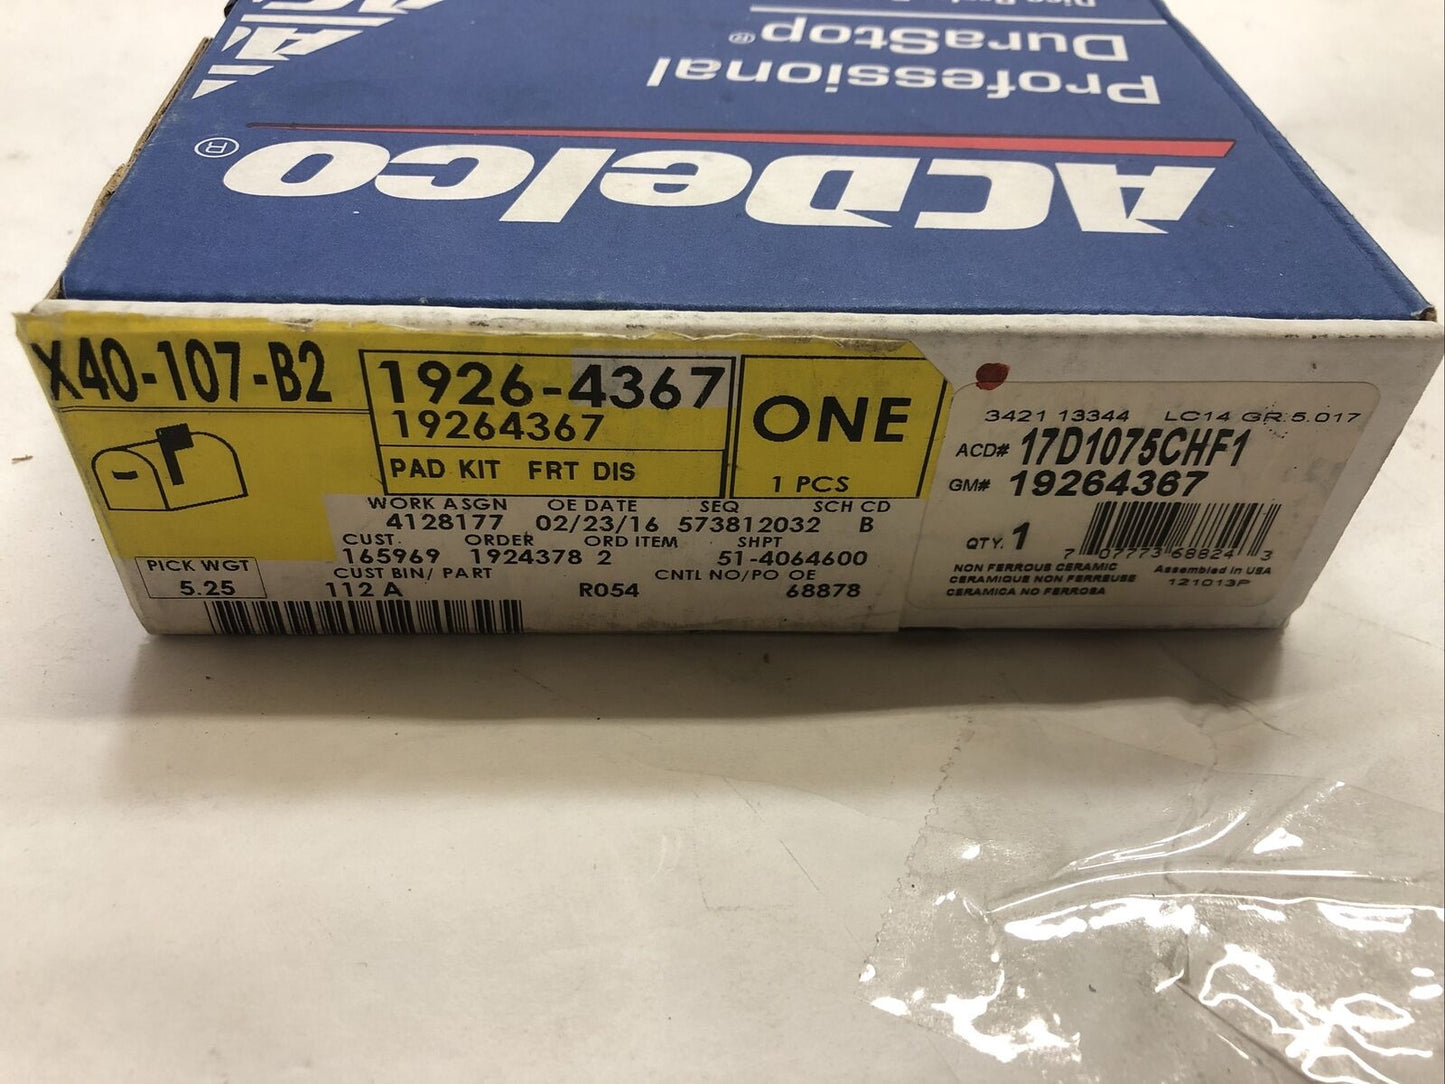 Disc Brake
DuraStop®
Professional
ACDelco®
X40-107-B2
1926-4367
19264367
PAD KIT FRT DIS
ONE
1 PCS
WORK ASGN OE DATE SEQ SCH CD
4128177 02/23/16 573812032 B
CUST. ORDER ORD ITEM SHPT
165969 1924378 2 51-4064600
PICK WGT
5.25
CUST BIN/ PART CNTL NO/PO OE
112 A R054 68878
3421 13344 LC14 GR:5.017
ACD# 17D1075CHF1
GM# 19264367
QTY. 1
7 07773 68824 3
NON FERROUS CERAMIC
CERAMIQUE NON FERREUSE
CERAMICA NO FERROSA
Assembled in USA
121013P